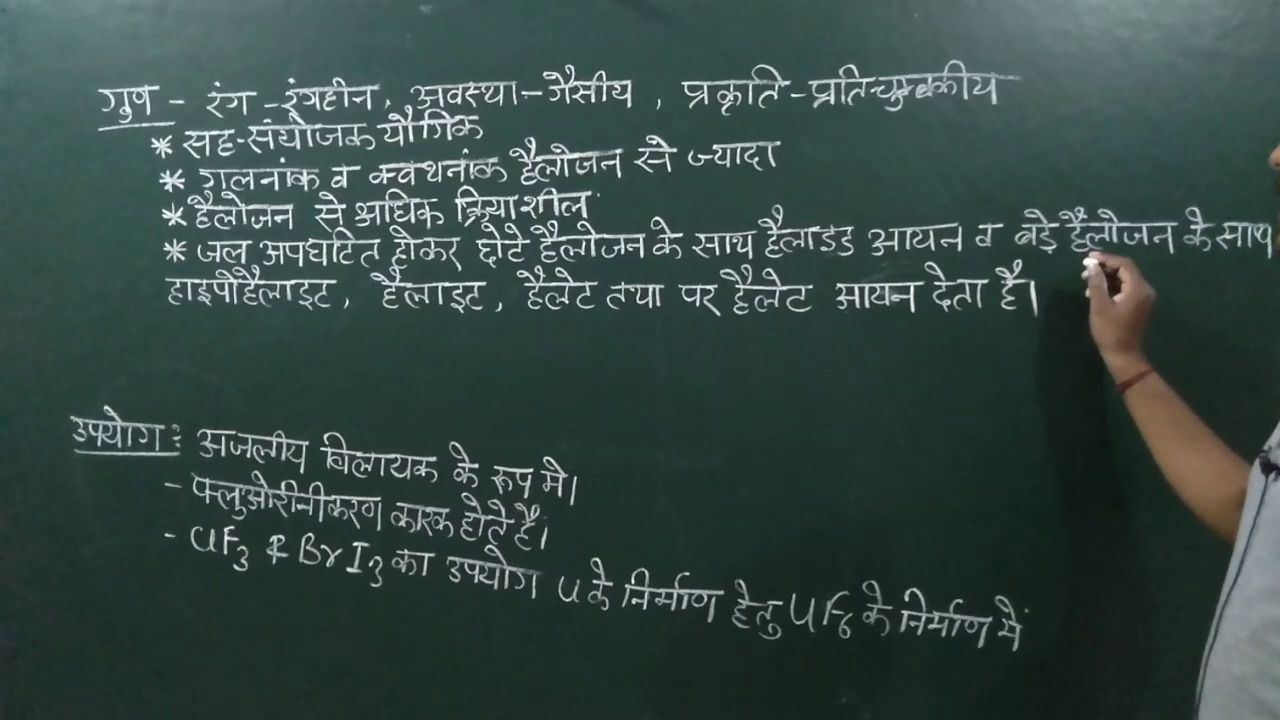 गुण - रंग - रंगहीन, अवस्था - गैसीय, प्रकृति - प्रतिचुम्बकीय
* सह-संयोजक यौगिक
* गलनांक व क्वथनांक हैलोजन से ज्यादा
* हैलोजन से अधिक क्रियाशील
* जल अपघटित होकर छोटे हैलोजन के साथ हैलाइड आयन व बड़े हैलोजन के साथ
हाइपोहैलाइट, हैलाइट, हैलेट तथा पर हैलेट आयन देता है।
उपयोग : अजलीय विलायक के रूप मे।
- फ्लुओरीनीकरण कारक होते है।
- ClF3 & BrI3 का उपयोग U के निर्माण हेतु UF6 के निर्माण में